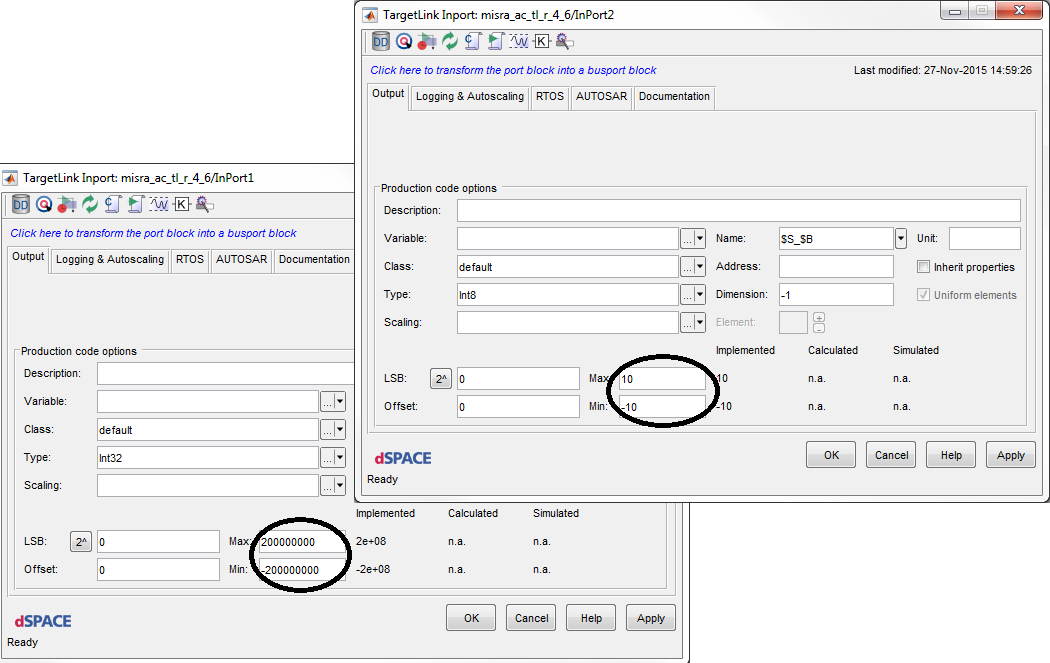 TargetLink Inport: misra_ac_tl_r_4_6/InPort2
DD
K
Click here to transform the port block into a busport block
Last modified: 27-Nov-2015 14:59:26
Output Logging & Autoscaling RTOS AUTOSAR Documentation
Production code options
Description:
Variable: ... Name: $S_$B Unit:
Class: default ... Address: Inherit properties
Type: Int8 ... Dimension: -1 Uniform elements
Scaling: ... Element: + -
Implemented Calculated Simulated
LSB: 2^ 0 Max: 10 10 n.a. n.a.
Offset: 0 Min: -10 -10 n.a. n.a.
OK Cancel Help Apply
dSPACE
Ready
TargetLink Inport: misra_ac_tl_r_4_6/InPort1
DD
K
Click here to transform the port block into a busport block
Output Logging & Autoscaling RTOS AUTOSAR Documentation
Production code options
Description:
Variable: ...
Class: default ...
Type: Int32 ...
Scaling: ...
Implemented Calculated Simulated
LSB: 2^ 0 Max: 200000000 2e+08 n.a. n.a.
Offset: 0 Min: -200000000 -2e+08 n.a. n.a.
OK Cancel Help Apply
dSPACE
Ready